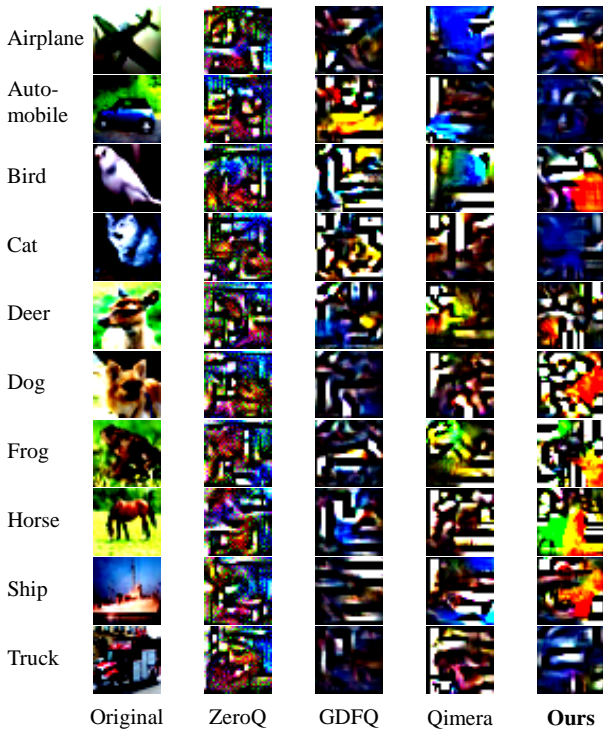 Airplane
Auto-
mobile
Bird
Cat
Deer
Dog
Frog
Horse
Ship
Truck
Original ZeroQ GDFQ Qimera Ours